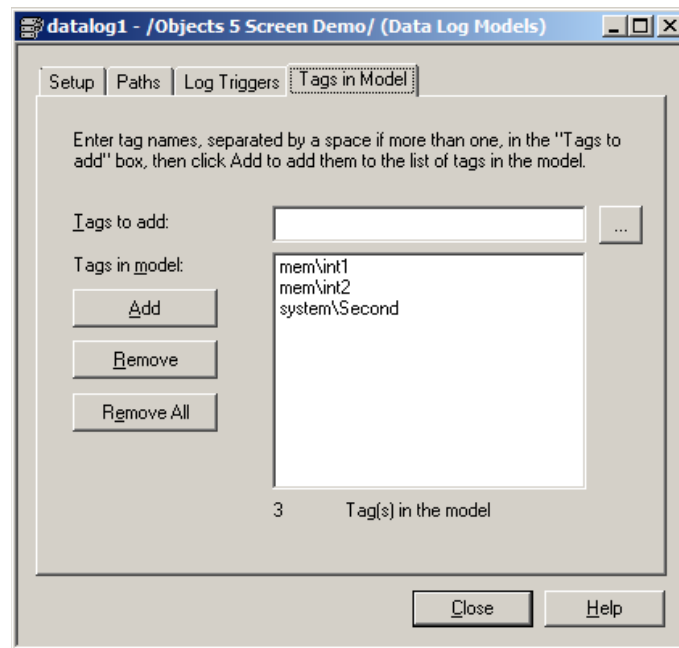 datalog1 - /Objects 5 Screen Demo/ (Data Log Models)
Setup Paths Log Triggers Tags in Model
Enter tag names, separated by a space if more than one, in the "Tags to
add" box, then click Add to add them to the list of tags in the model.
Tags to add:
...
Tags in model:
mem\int1
mem\int2
system\Second
Add
Remove
Remove All
3 Tag(s) in the model
Close Help